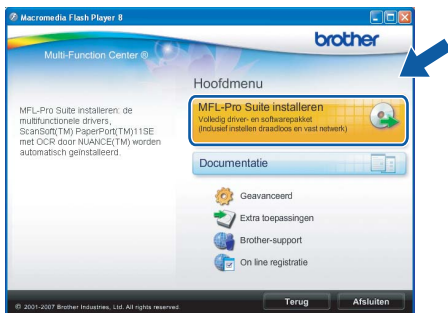 Macromedia Flash Player 8
brother
Multi-Function Center ®
Hoofdmenu
MFL-Pro Suite installeren: de
multifunctionele drivers,
ScanSoft(TM) PaperPort(TM)11SE
met OCR door NUANCE(TM) worden
automatisch geïnstalleerd.
MFL-Pro Suite installeren
Volledig driver- en softwarepakket
(Inclusief instellen draadloos en vast netwerk)
Documentatie
Geavanceerd
Extra toepassingen
Brother-support
On line registratie
© 2001-2007 Brother Industries, Ltd. All rights reserved.
Terug
Afsluiten